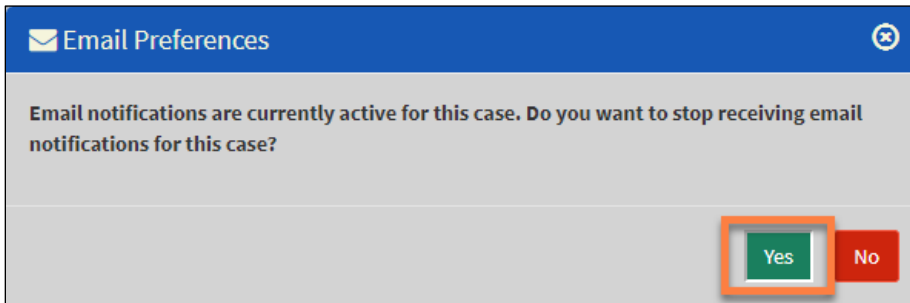 Email Preferences
Email notifications are currently active for this case. Do you want to stop receiving email
notifications for this case?
Yes No